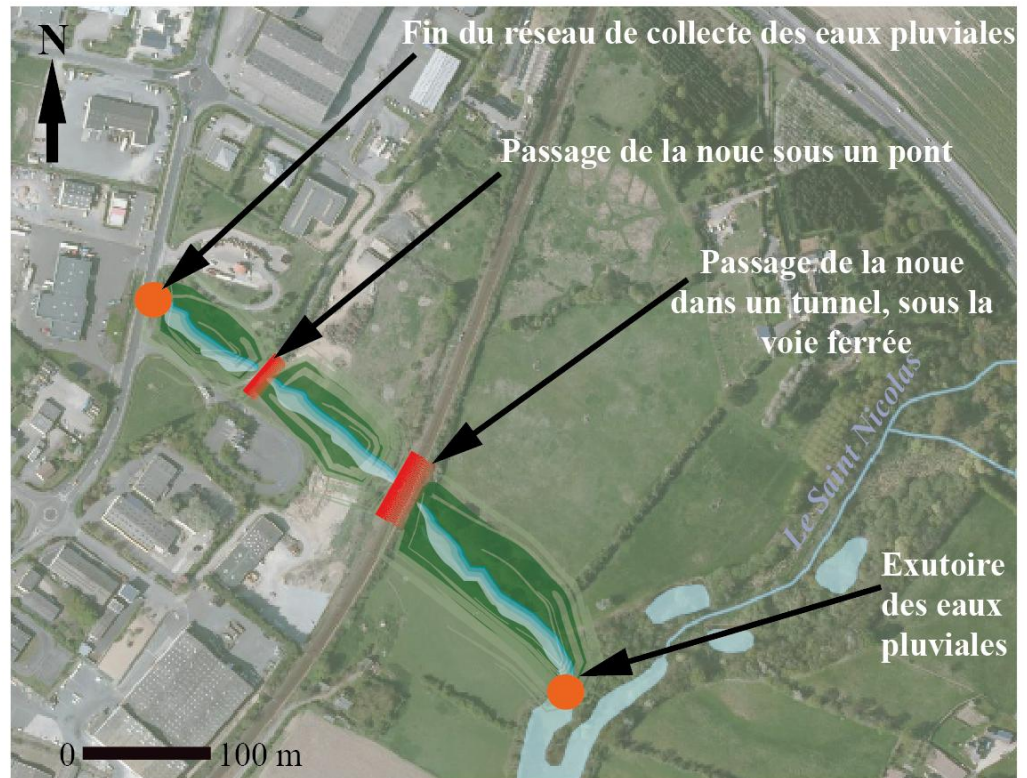 N
Fin du réseau de collecte des eaux pluviales
Passage de la noue sous un pont
Passage de la noue
dans un tunnel, sous la
voie ferrée
Le Saint Nicolas
Exutoire
des eaux
pluviales
0 100 m